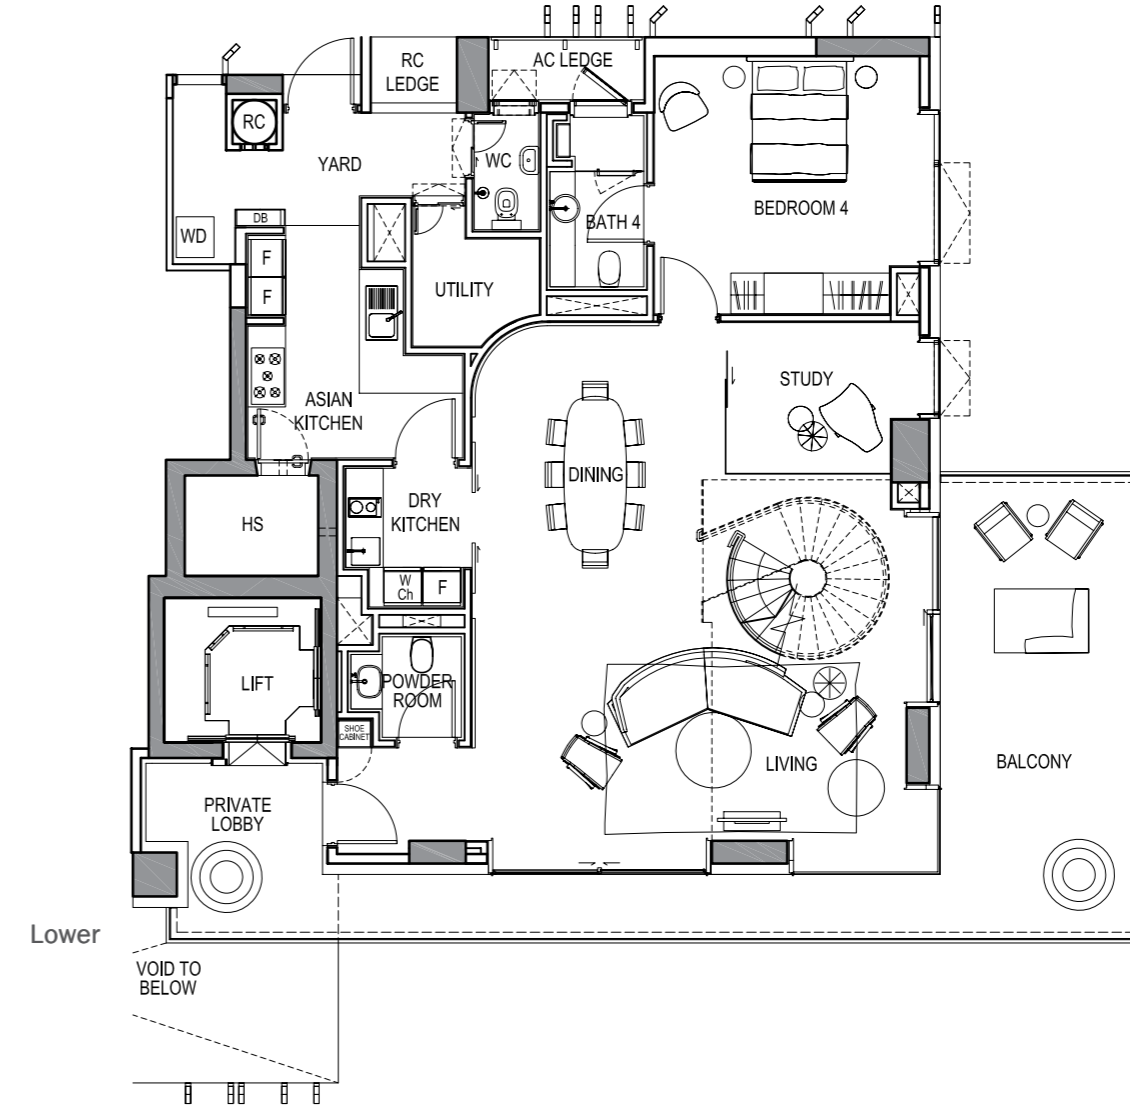 RC
LEDGE
AC LEDGE
RC
YARD
WC
BATH 4
BEDROOM 4
DB
WD
F
F
UTILITY
STUDY
ASIAN
KITCHEN
DINING
DRY
KITCHEN
HS
W
Ch
F
LIFT
POWDER
ROOM
SHOE
CABINET
LIVING
BALCONY
PRIVATE
LOBBY
Lower
VOID TO
BELOW